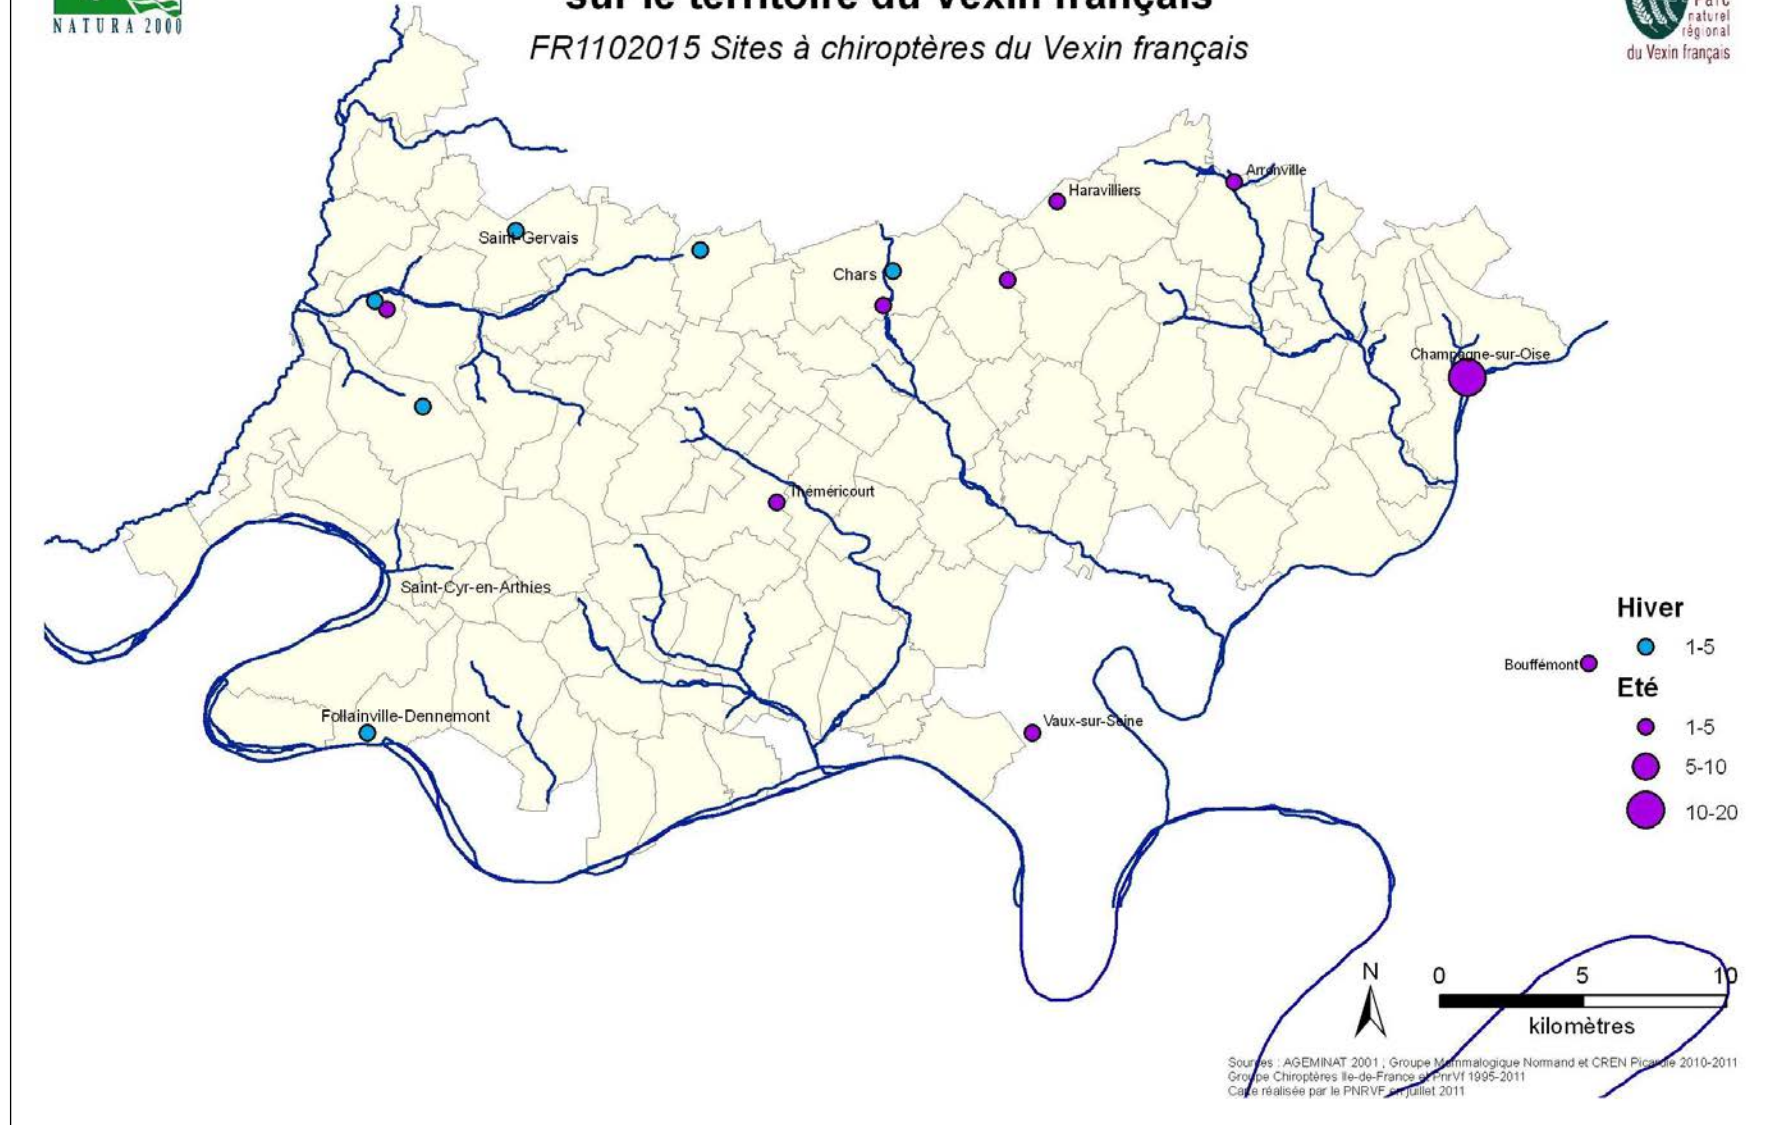 NATURA 2000
sur le territoire du Vexin français
FR1102015 Sites à chiroptères du Vexin français
Parc
naturel
régional
du Vexin français
Arronville
Haravilliers
Saint-Gervais
Chars
Champagne-sur-Oise
Théméricourt
Saint-Cyr-en-Arthies
Hiver
1-5
Bouffémont
Eté
Follainville-Dennemont
Vaux-sur-Seine
1-5
5-10
10-20
N
0 5 10
kilomètres
Sources : AGEMINAT 2001 ; Groupe Mammalogique Normand et CREN Picardie 2010-2011
Groupe Chiroptères Ile-de-France et PnrVf 1995-2011
Carte réalisée par le PNRVF en juillet 2011